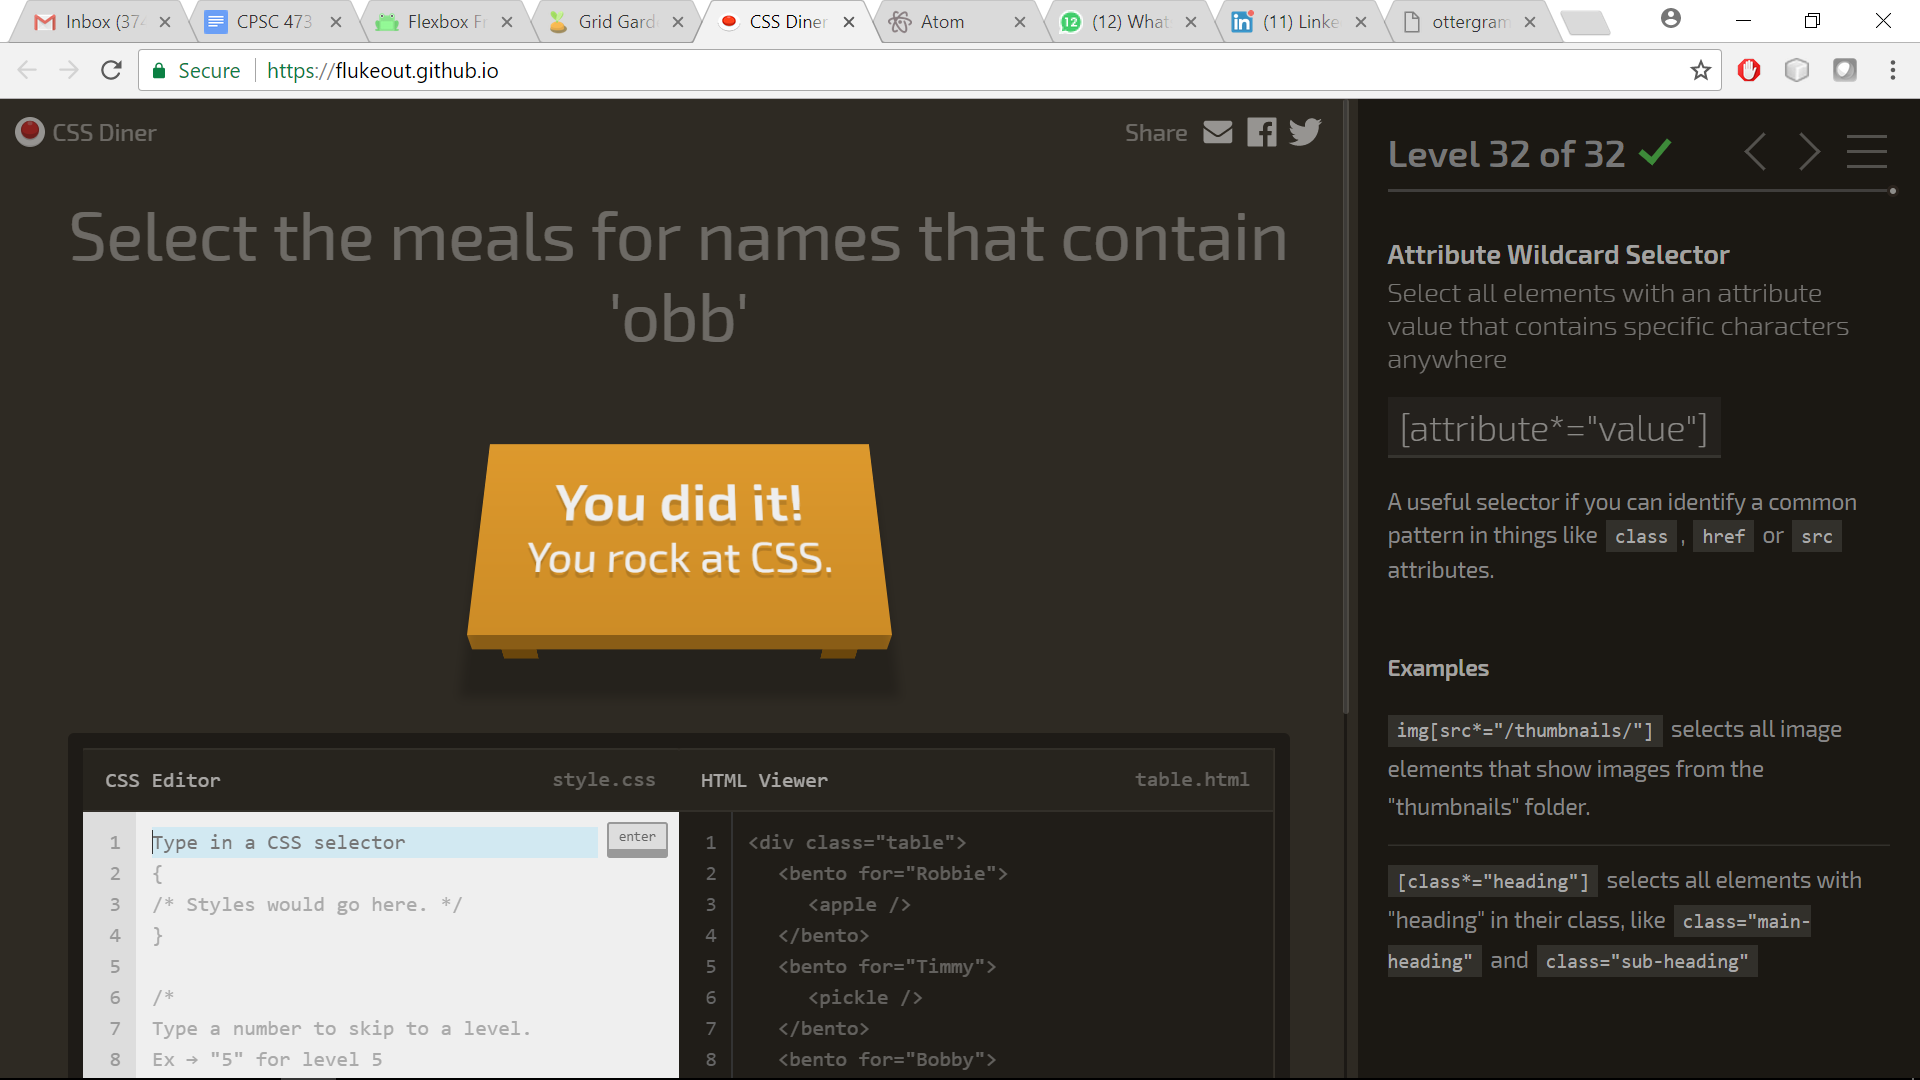 Inbox (374
CPSC 473
Flexbox Fr
Grid Gard
CSS Diner
Atom
(12) What
(11) Linke
ottergram
Secure
https://flukeout.github.io
CSS Diner
Share
Select the meals for names that contain
'obb'
You did it!
You rock at CSS.
CSS Editor
style.css
HTML Viewer
table.html
1 Type in a CSS selector
enter
2 {
3 /* Styles would go here. */
4 }
5
6 /*
7 Type a number to skip to a level.
8 Ex → "5" for level 5
1 <div class="table">
2 <bento for="Robbie">
3 <apple />
4 </bento>
5 <bento for="Timmy">
6 <pickle />
7 </bento>
8 <bento for="Bobby">
Level 32 of 32
Attribute Wildcard Selector
Select all elements with an attribute
value that contains specific characters
anywhere
[attribute*="value"]
A useful selector if you can identify a common
pattern in things like class , href or src
attributes.
Examples
img[src*="/thumbnails/"] selects all image
elements that show images from the
"thumbnails" folder.
[class*="heading"] selects all elements with
"heading" in their class, like class="main-
heading" and class="sub-heading"